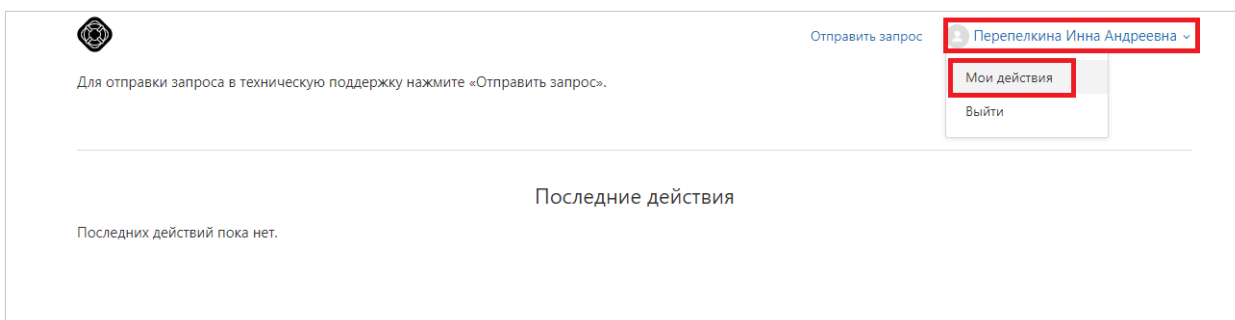 Отправить запрос
Перепелкина Инна Андреевна
Для отправки запроса в техническую поддержку нажмите «Отправить запрос».
Мои действия
Выйти
Последние действия
Последних действий пока нет.